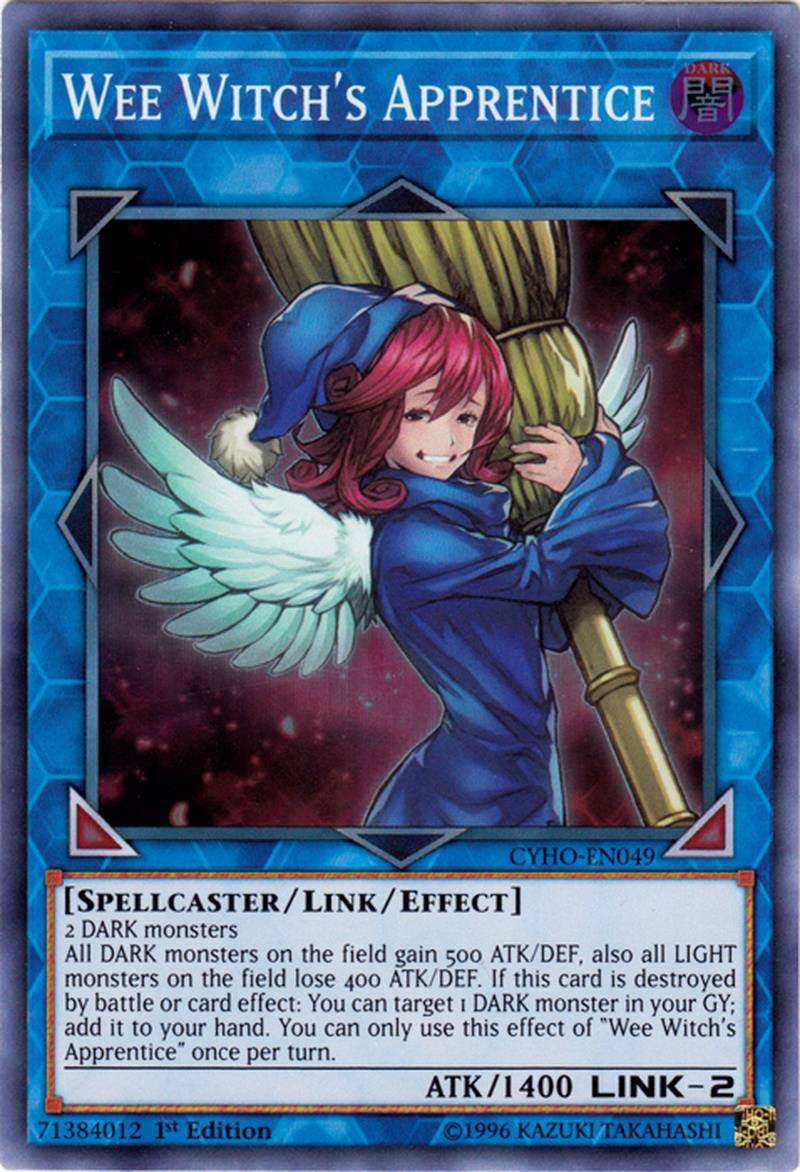 WEE WITCH'S APPRENTICE
DARK
闇
CYHO-EN049
[SPELLCASTER/LINK/EFFECT]
2 DARK monsters
All DARK monsters on the field gain 500 ATK/DEF, also all LIGHT
monsters on the field lose 400 ATK/DEF. If this card is destroyed
by battle or card effect: You can target 1 DARK monster in your GY;
add it to your hand. You can only use this effect of "Wee Witch's
Apprentice" once per turn.
ATK/1400 LINK-2
71384012 1st Edition ©1996 KAZUKI TAKAHASHI